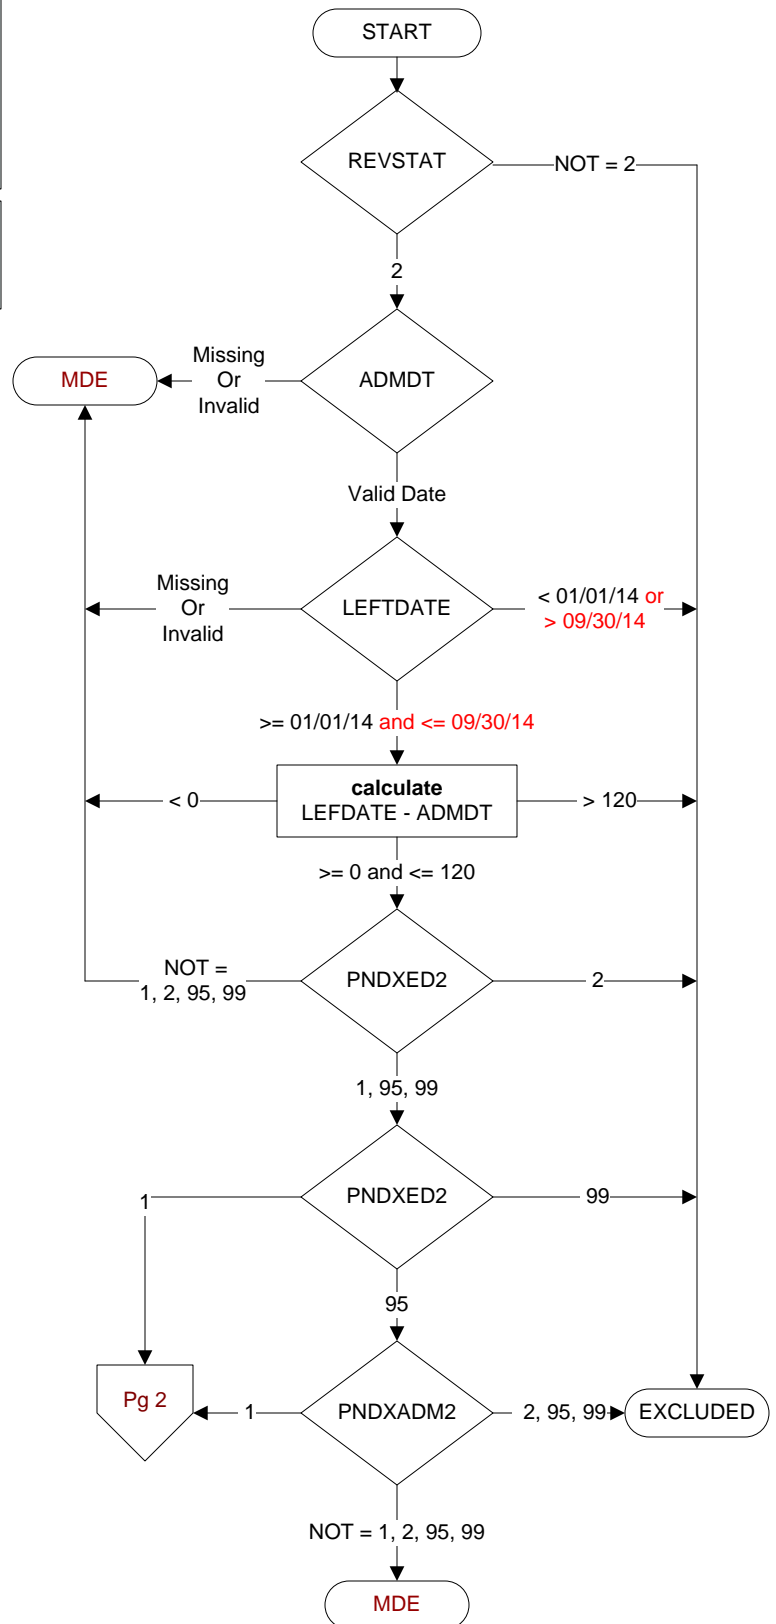 START
REVSTAT
NOT = 2
2
Missing
Or
Invalid
MDE
ADMDT
Valid Date
Missing
Or
Invalid
LEFTDATE
< 01/01/14 or
> 09/30/14
>= 01/01/14 and <= 09/30/14
< 0
calculate
LEFDATE - ADMDT
> 120
>= 0 and <= 120
NOT =
1, 2, 95, 99
PNDXED2
2
1, 95, 99
1
PNDXED2
99
95
Pg 2
1
PNDXADM2
2, 95, 99
EXCLUDED
NOT = 1, 2, 95, 99
MDE